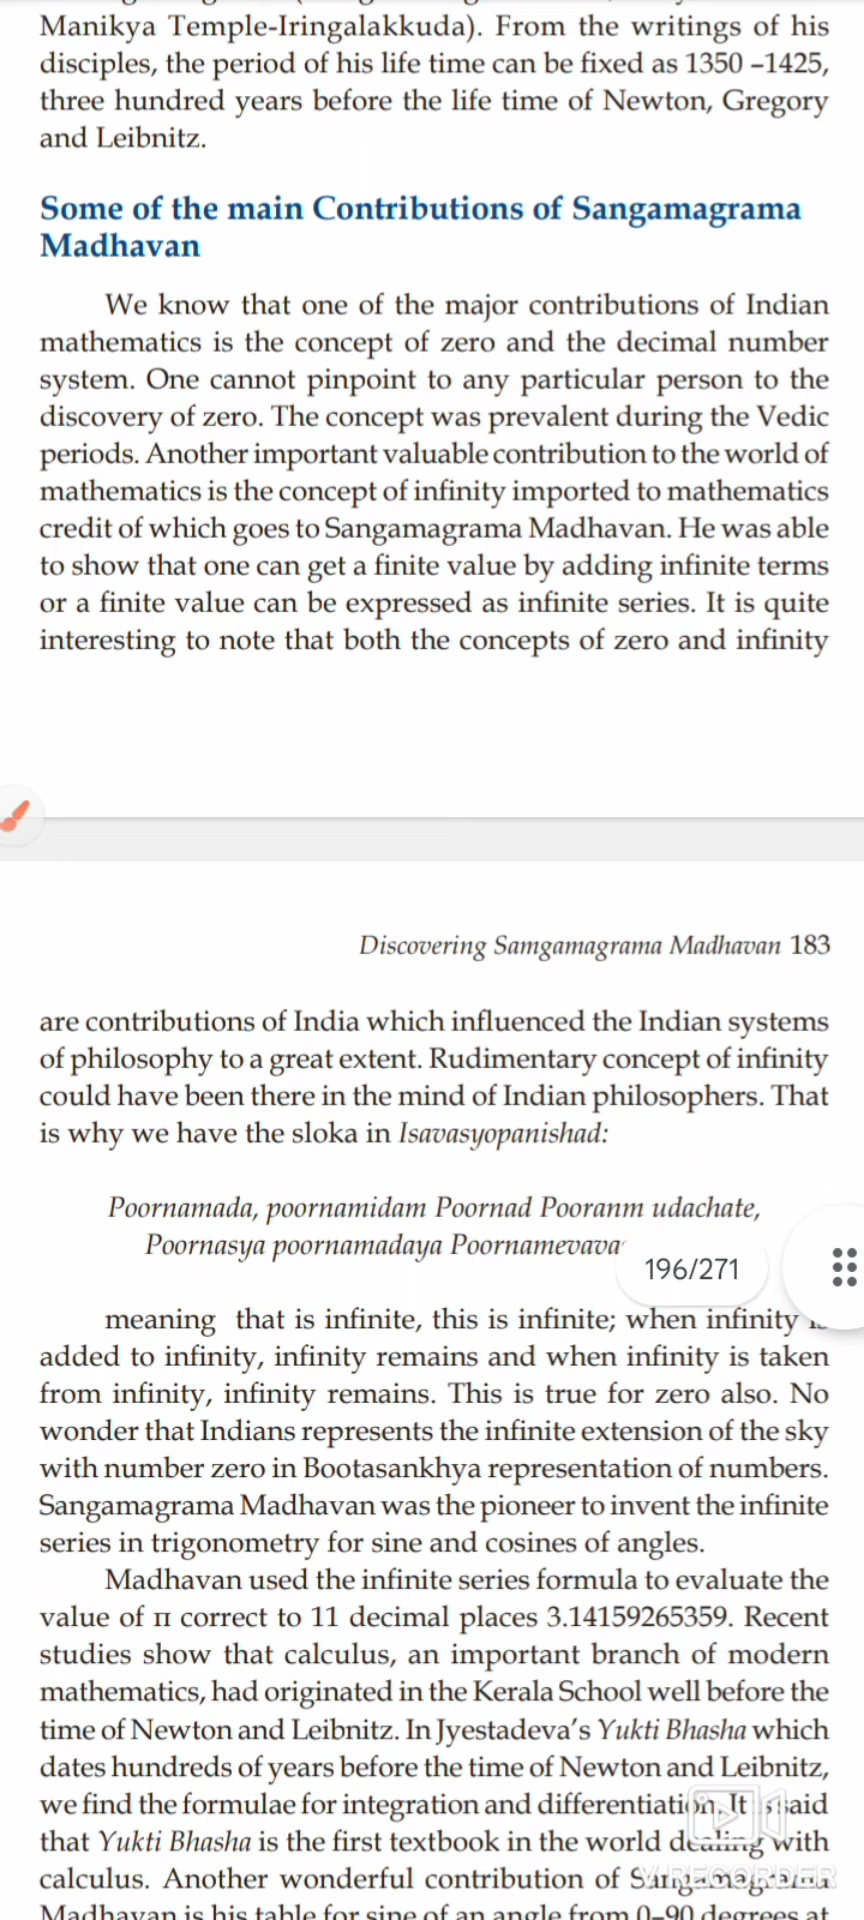 Manikya Temple-Iringalakkuda). From the writings of his
disciples, the period of his life time can be fixed as 1350 –1425,
three hundred years before the life time of Newton, Gregory
and Leibnitz.
Some of the main Contributions of Sangamagrama
Madhavan
We know that one of the major contributions of Indian
mathematics is the concept of zero and the decimal number
system. One cannot pinpoint to any particular person to the
discovery of zero. The concept was prevalent during the Vedic
periods. Another important valuable contribution to the world of
mathematics is the concept of infinity imported to mathematics
credit of which goes to Sangamagrama Madhavan. He was able
to show that one can get a finite value by adding infinite terms
or a finite value can be expressed as infinite series. It is quite
interesting to note that both the concepts of zero and infinity
Discovering Samgamagrama Madhavan 183
are contributions of India which influenced the Indian systems
of philosophy to a great extent. Rudimentary concept of infinity
could have been there in the mind of Indian philosophers. That
is why we have the sloka in Isavasyopanishad:
Poornamada, poornamidam Poornad Pooranm udachate,
Poornasya poornamadaya
196/271
meaning that is infinite, this is infinite; when infinity
added to infinity, infinity remains and when infinity is taken
from infinity, infinity remains. This is true for zero also. No
wonder that Indians represents the infinite extension of the sky
with number zero in Bootasankhya representation of numbers.
Sangamagrama Madhavan was the pioneer to invent the infinite
series in trigonometry for sine and cosines of angles.
Madhavan used the infinite series formula to evaluate the
value of π correct to 11 decimal places 3.14159265359. Recent
studies show that calculus, an important branch of modern
mathematics, had originated in the Kerala School well before the
time of Newton and Leibnitz. In Jyestadeva's Yukti Bhasha which
dates hundreds of years before the time of Newton and Leibnitz,
we find the formulae for integration and differentiation. It is said
that Yukti Bhasha is the first textbook in the world dealing with
calculus. Another wonderful contribution of Sangamagrama
V RECORDER
Madhavan is his table for sine of an angle from 0–90 degrees at